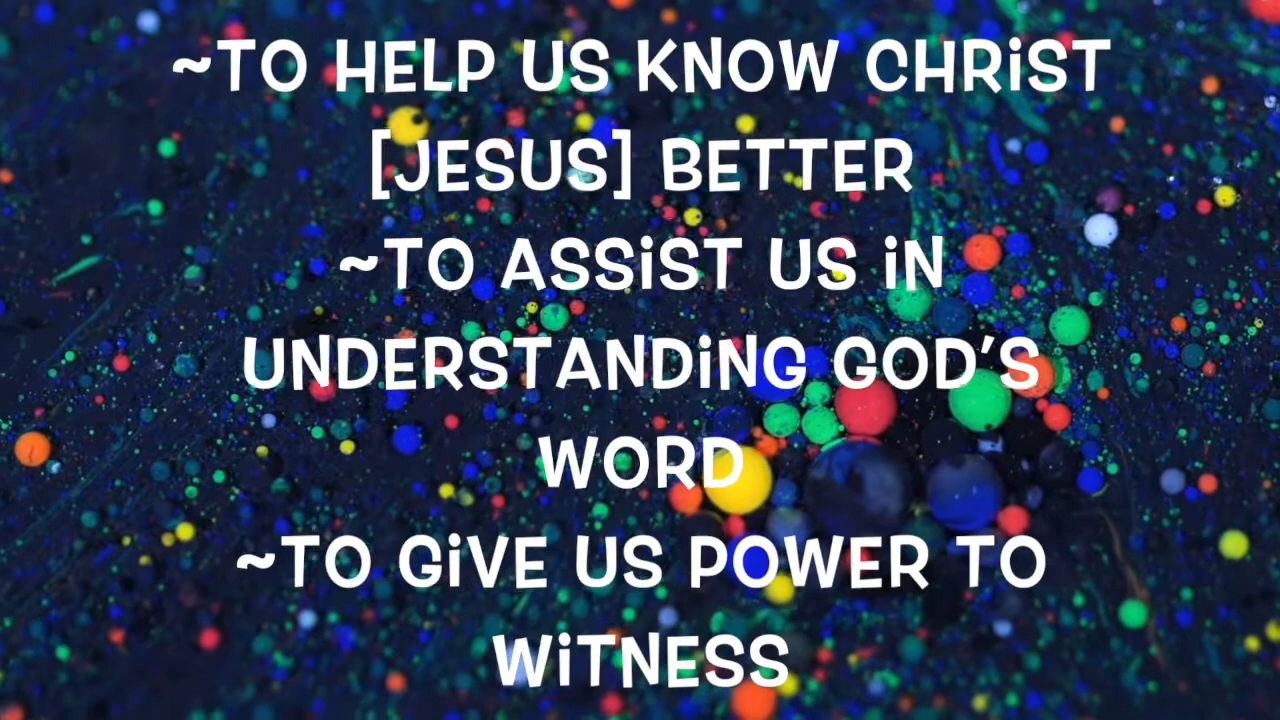 ~TO HELP US KNOW CHRiST
[JESUS] BETTER
~TO ASSiST US iN
UNDERSTANDiNG GOD'S
WORD
~TO GiVE US POWER TO
WiTNESS